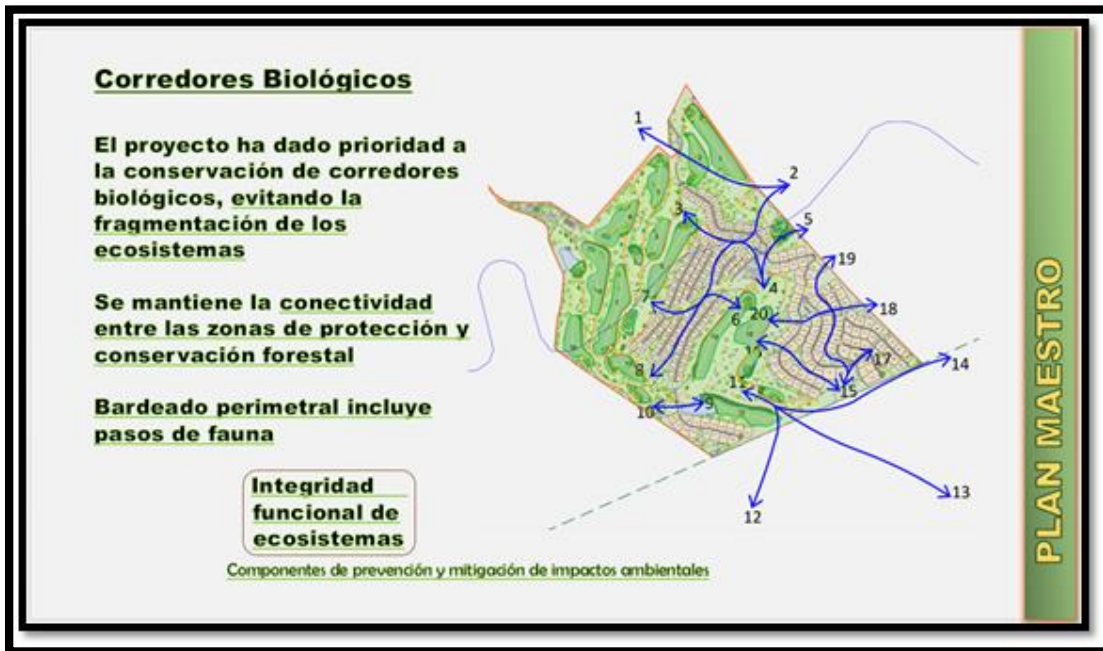 Corredores Biológicos
El proyecto ha dado prioridad a
la conservación de corredores
biológicos, evitando la
fragmentación de los
ecosistemas
Se mantiene la conectividad
entre las zonas de protección y
conservación forestal
Bardeado perimetral incluye
pasos de fauna
Integridad
funcional de
ecosistemas
Componentes de prevención y mitigación de impactos ambientales
1
2
3
5
19
4
7
6
20
18
17
14
8
11
15
10
9
13
12
PLAN MAESTRO